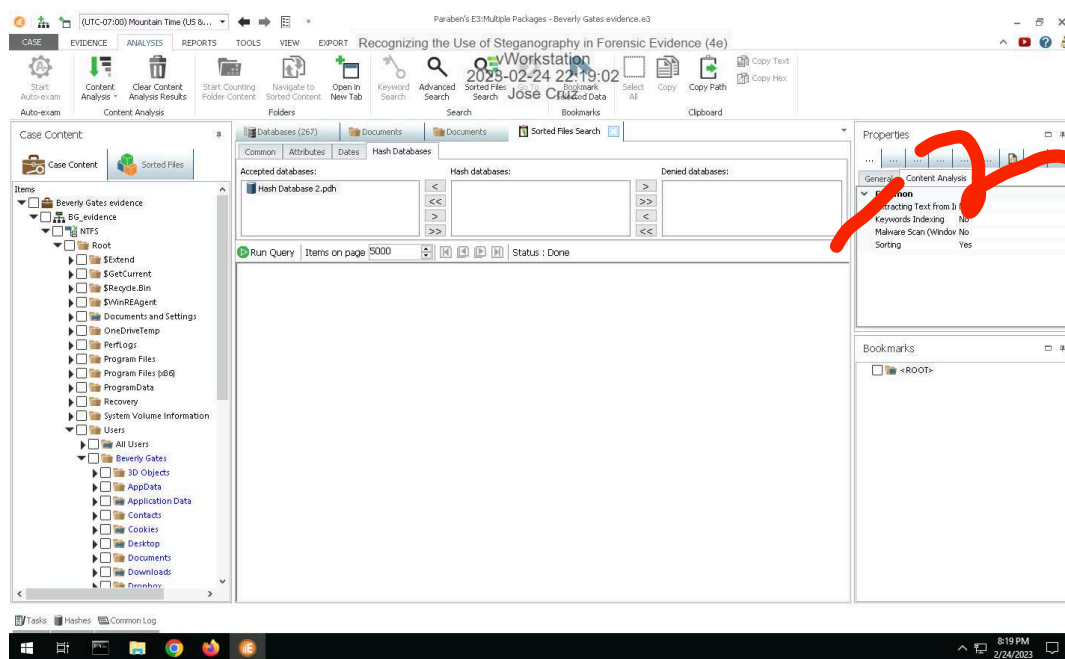 (UTC-07:00) Mountain Time (US &...
Paraben's E3:Multiple Packages - Beverly Gates evidence.e3
CASE EVIDENCE ANALYSIS REPORTS TOOLS VIEW EXPORT
Recognizing the Use of Steganography in Forensic Evidence (4e)
vWorkstation
2023-02-24 22:19:02
Jose Cruz
Start Auto-exam
Content Analysis
Clear Content Analysis Results
Start Counting Folder Content
Navigate to Sorted Content
Open in New Tab
Keyword Search
Advanced Search
Sorted Files Search
Bookmark Selected Data
Select All
Copy
Copy Path
Copy Text
Copy Hex
Auto-exam Content Analysis Folders Search Bookmarks Clipboard
Case Content
Case Content Sorted Files
Items
Beverly Gates evidence
BG_evidence
NTFS
Root
$Extend
$GetCurrent
$Recycle.Bin
$WinREAgent
Documents and Settings
OneDriveTemp
PerfLogs
Program Files
Program Files (x86)
ProgramData
Recovery
System Volume Information
Users
All Users
Beverly Gates
3D Objects
AppData
Application Data
Contacts
Cookies
Desktop
Documents
Downloads
Dropbox
Databases (267) Documents Documents Sorted Files Search
Common Attributes Dates Hash Databases
Accepted databases: Hash databases: Denied databases:
Hash Database 2.pdh
< >
<< >>
> <
>> <<
Run Query Items on page 5000 Status : Done
Properties
... ... ... ... ... ...
General Content Analysis
Keywords Indexing No
Malware Scan (Window No
Sorting Yes
Bookmarks
<ROOT>
Tasks Hashes Common Log
8:19 PM
2/24/2023